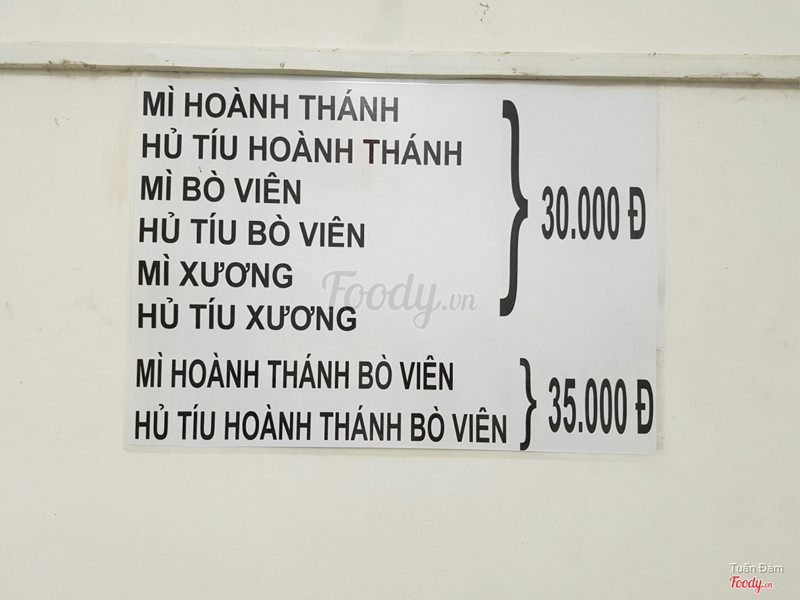 MÌ HOÀNH THÁNH
HỦ TÍU HOÀNH THÁNH
MÌ BÒ VIÊN
HỦ TÍU BÒ VIÊN
MÌ XƯƠNG
HỦ TÍU XƯƠNG
30.000 Đ
MÌ HOÀNH THÁNH BÒ VIÊN
HỦ TÍU HOÀNH THÁNH BÒ VIÊN
35.000 Đ
Foody.vn
Tuấn Đàm
Foody.vn